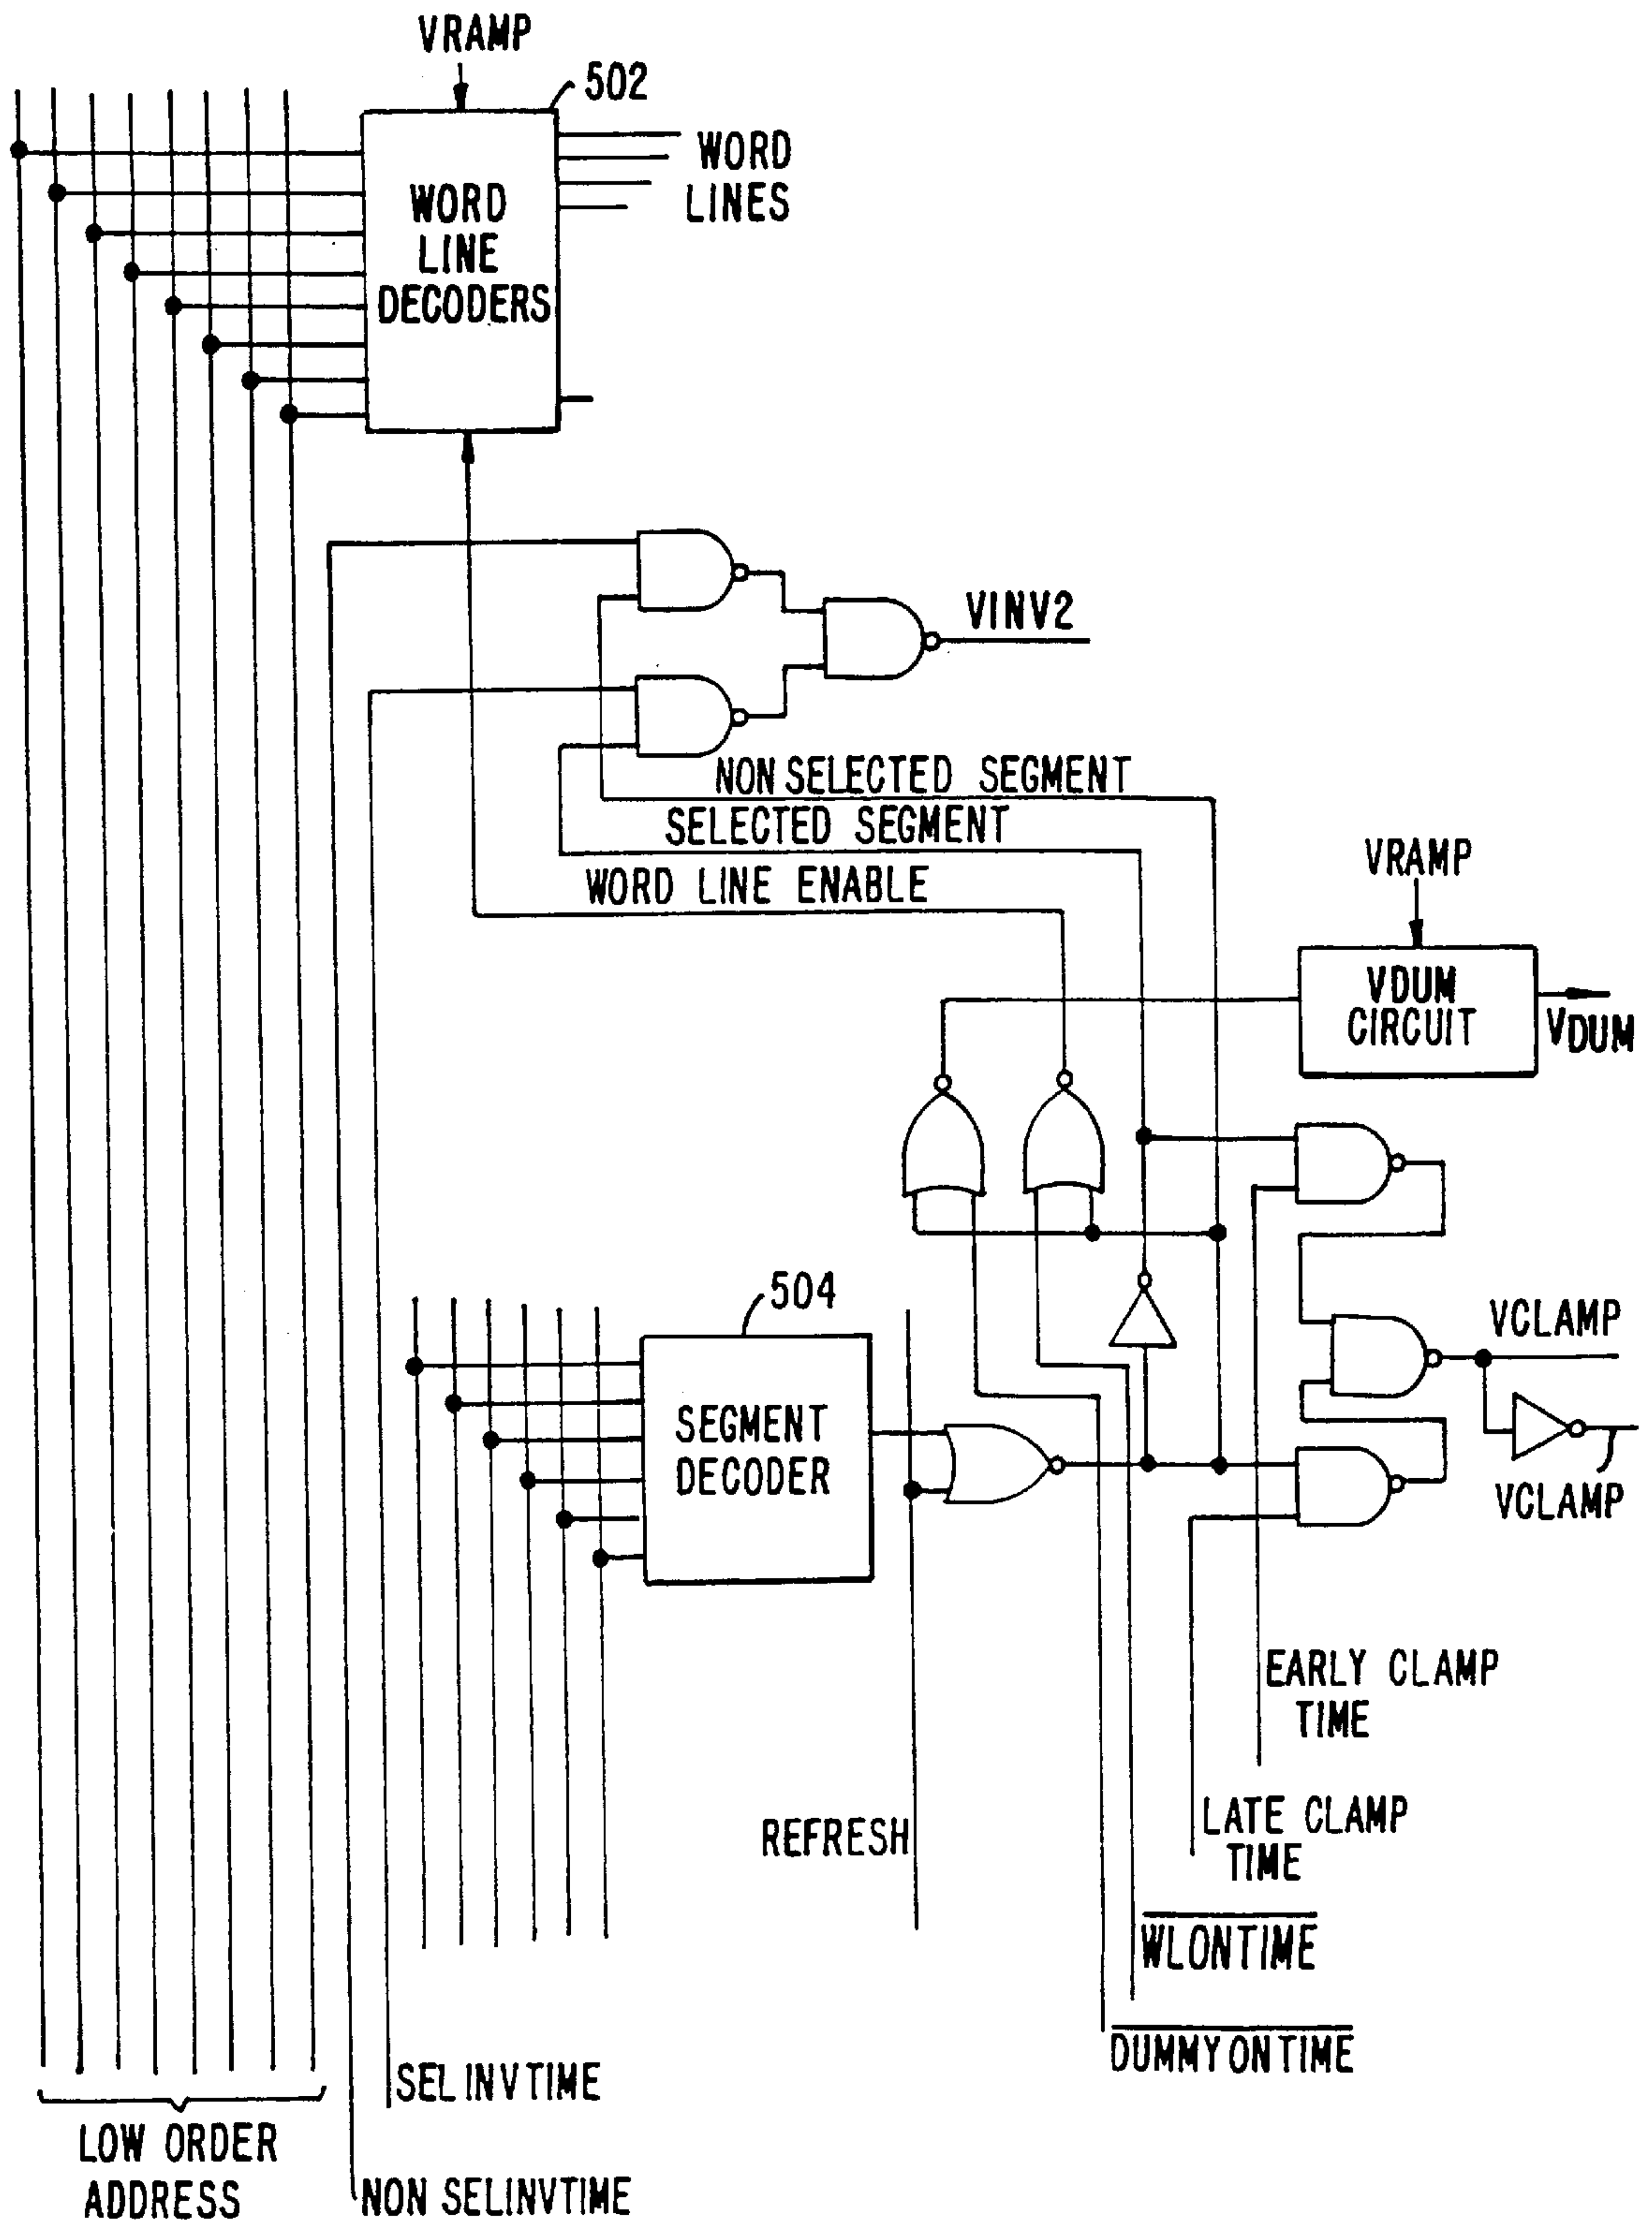 VRAMP
502
WORD
LINES
WORD
LINE
DECODERS
VINV2
NON SELECTED SEGMENT
SELECTED SEGMENT
WORD LINE ENABLE
VRAMP
VDUM
CIRCUIT
VDUM
504
SEGMENT
DECODER
VCLAMP
VCLAMP
EARLY CLAMP
TIME
LATE CLAMP
TIME
REFRESH
WLONTIME
DUMMYONTIME
SELINVTIME
LOW ORDER
ADDRESS
NON SELINVTIME